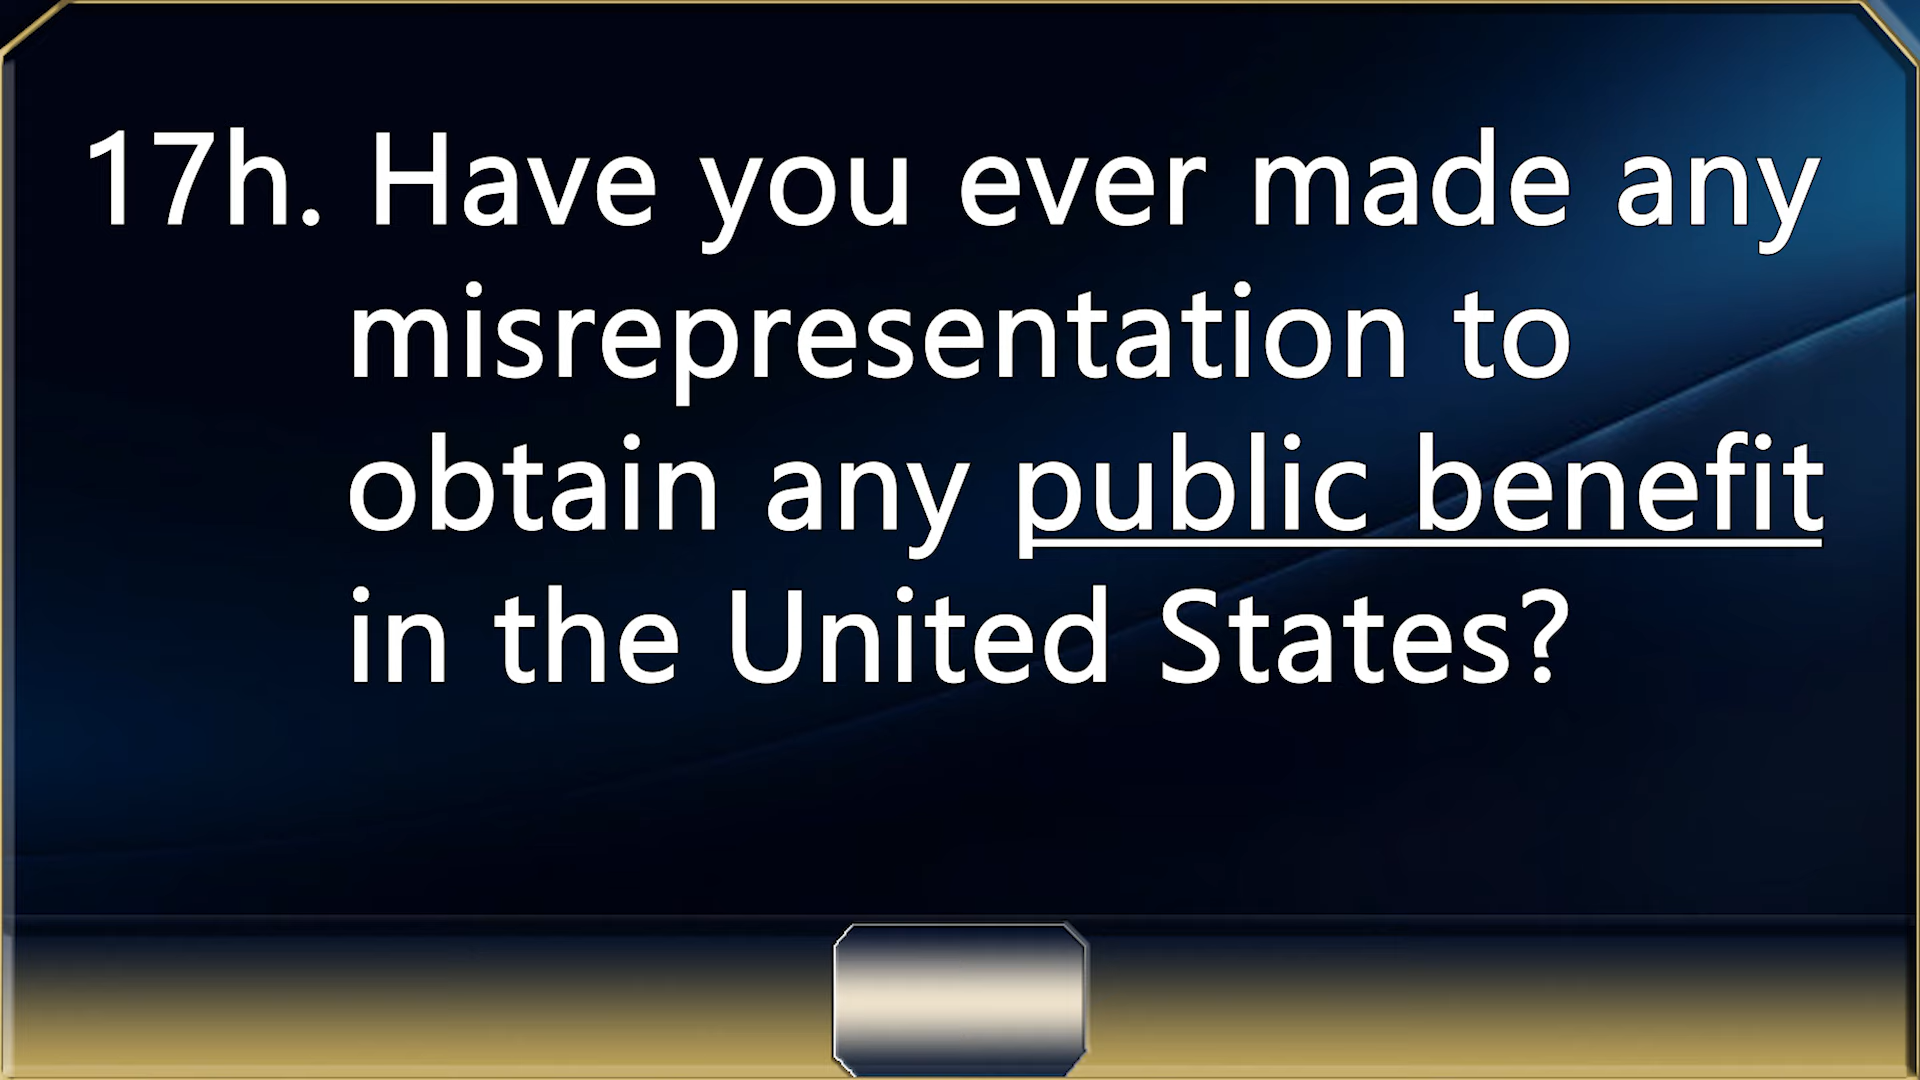 17h. Have you ever made any
misrepresentation to
obtain any public benefit
in the United States?